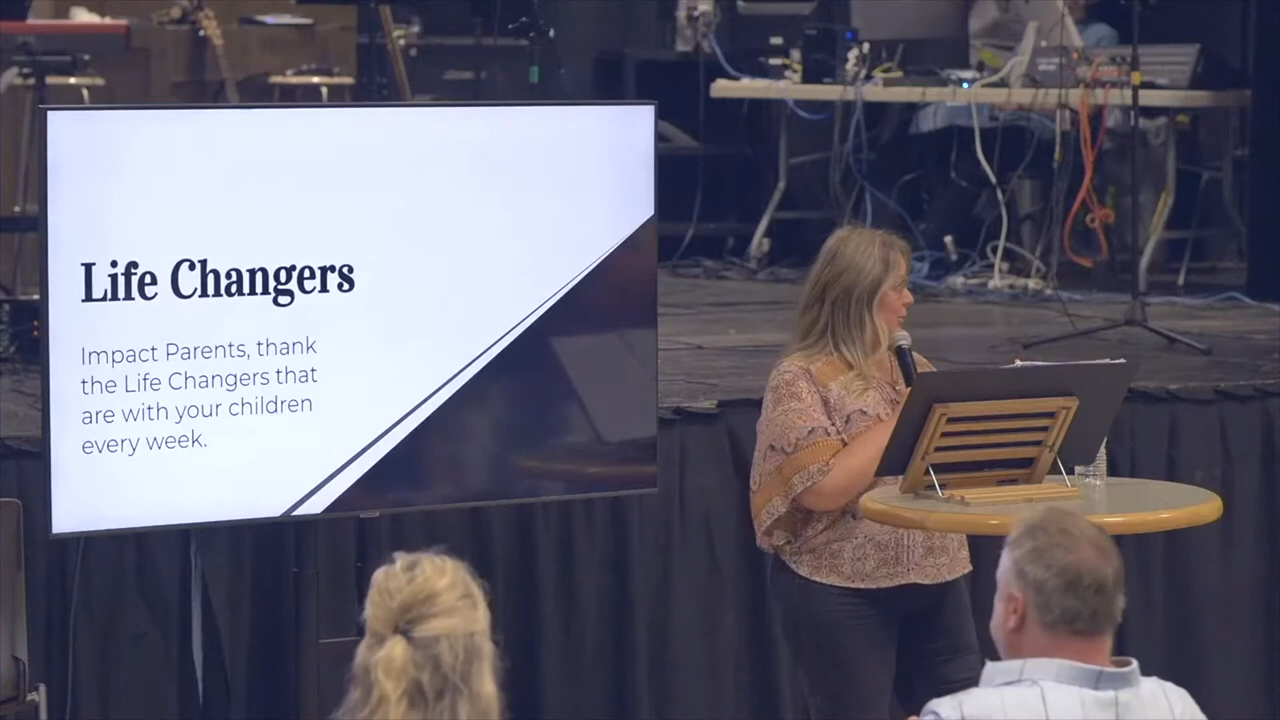 Life Changers
Impact Parents, thank
the Life Changers that
are with your children
every week.